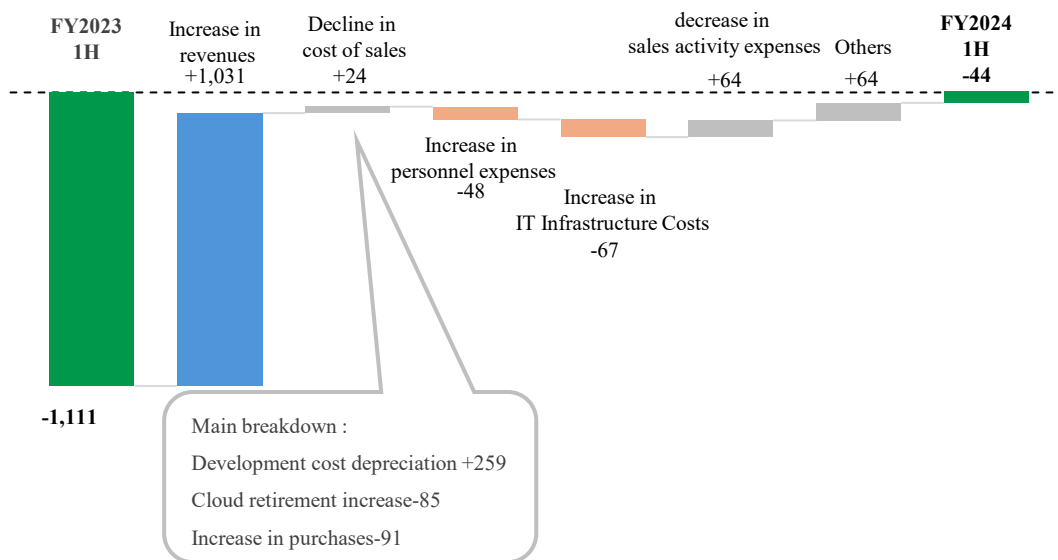 FY2023
1H
Increase in
revenues
+1,031
Decline in
cost of sales
+24
decrease in
sales activity expenses
+64
Others
+64
FY2024
1H
-44
Increase in
personnel expenses
-48
Increase in
IT Infrastructure Costs
-67
-1,111
Main breakdown :
Development cost depreciation +259
Cloud retirement increase-85
Increase in purchases-91